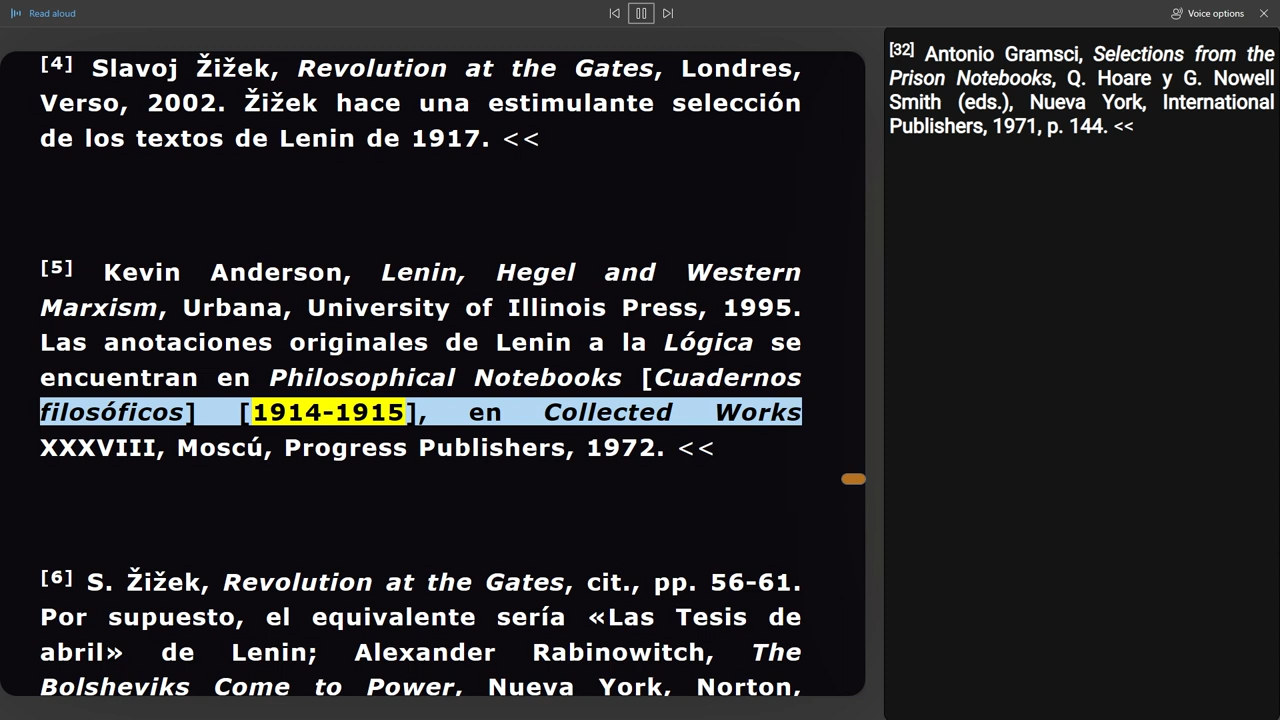 Read aloud
Voice options
[4] Slavoj Žižek, Revolution at the Gates, Londres,
Verso, 2002. Žižek hace una estimulante selección
de los textos de Lenin de 1917. <<
[5] Kevin Anderson, Lenin, Hegel and Western
Marxism, Urbana, University of Illinois Press, 1995.
Las anotaciones originales de Lenin a la Lógica se
encuentran en Philosophical Notebooks [Cuadernos
filosóficos] [1914-1915], en Collected Works
XXXVIII, Moscú, Progress Publishers, 1972. <<
[6] S. Žižek, Revolution at the Gates, cit., pp. 56-61.
Por supuesto, el equivalente sería «Las Tesis de
abril» de Lenin; Alexander Rabinowitch, The
Bolsheviks Come to Power, Nueva York, Norton,
[32] Antonio Gramsci, Selections from the
Prison Notebooks, Q. Hoare y G. Nowell
Smith (eds.), Nueva York, International
Publishers, 1971, p. 144. <<